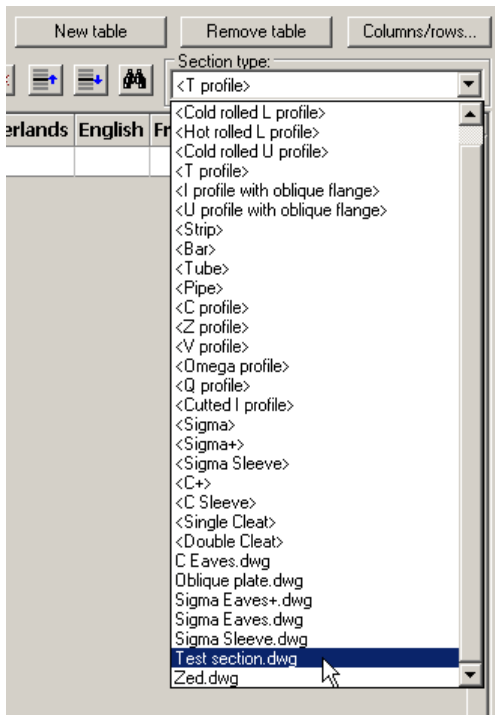 New table
Remove table
Columns/rows...
Section type:
<T profile>
erlands
English
Fr
<Cold rolled L profile>
<Hot rolled L profile>
<Cold rolled U profile>
<T profile>
<I profile with oblique flange>
<U profile with oblique flange>
<Strip>
<Bar>
<Tube>
<Pipe>
<C profile>
<Z profile>
<V profile>
<Omega profile>
<Q profile>
<Cutted I profile>
<Sigma>
<Sigma+>
<Sigma Sleeve>
<C+>
<C Sleeve>
<Single Cleat>
<Double Cleat>
C Eaves.dwg
Oblique plate.dwg
Sigma Eaves+.dwg
Sigma Eaves.dwg
Sigma Sleeve.dwg
Test section.dwg
Zed.dwg